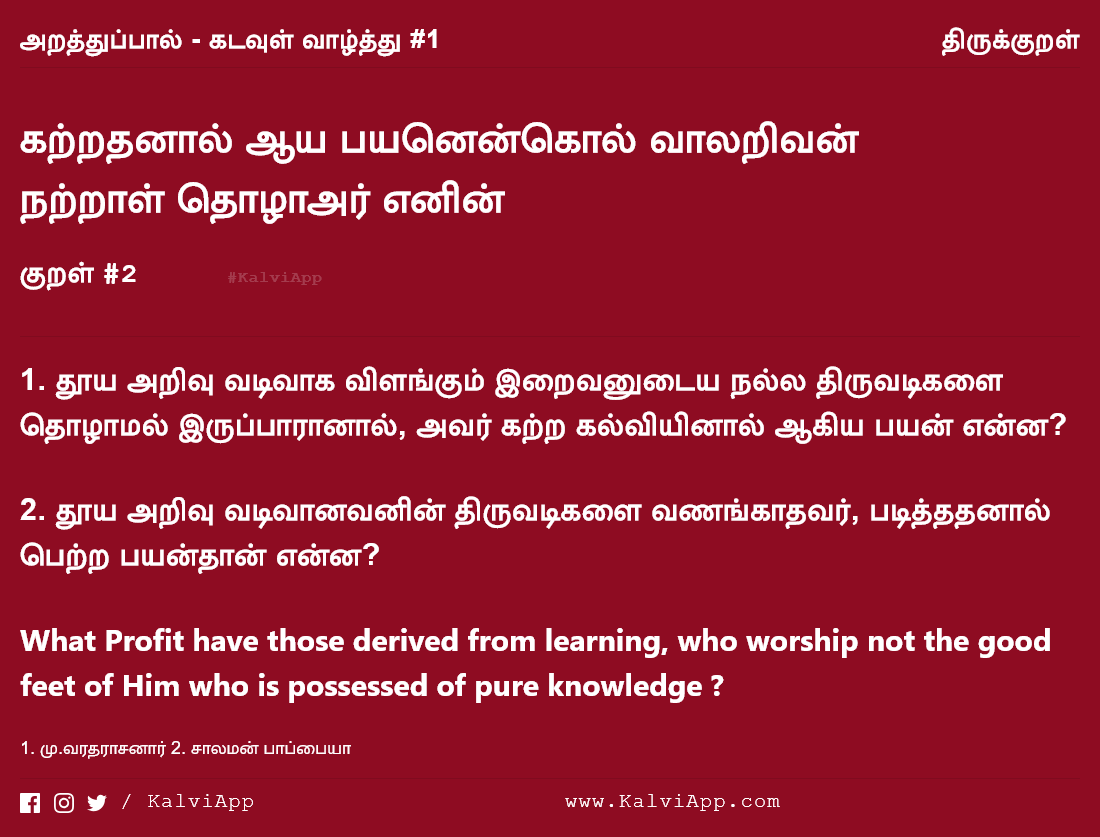 அறத்துப்பால் - கடவுள் வாழ்த்து #1
திருக்குறள்
கற்றதனால் ஆய பயனென்கொல் வாலறிவன்
நற்றாள் தொழாஅர் எனின்
குறள் #2
#KalviApp
1. தூய அறிவு வடிவாக விளங்கும் இறைவனுடைய நல்ல திருவடிகளை
தொழாமல் இருப்பாரானால், அவர் கற்ற கல்வியினால் ஆகிய பயன் என்ன?
2. தூய அறிவு வடிவானவனின் திருவடிகளை வணங்காதவர், படித்ததனால்
பெற்ற பயன்தான் என்ன?
What Profit have those derived from learning, who worship not the good
feet of Him who is possessed of pure knowledge ?
1. மு.வரதராசனார் 2. சாலமன் பாப்பையா
/ KalviApp
www.KalviApp.com